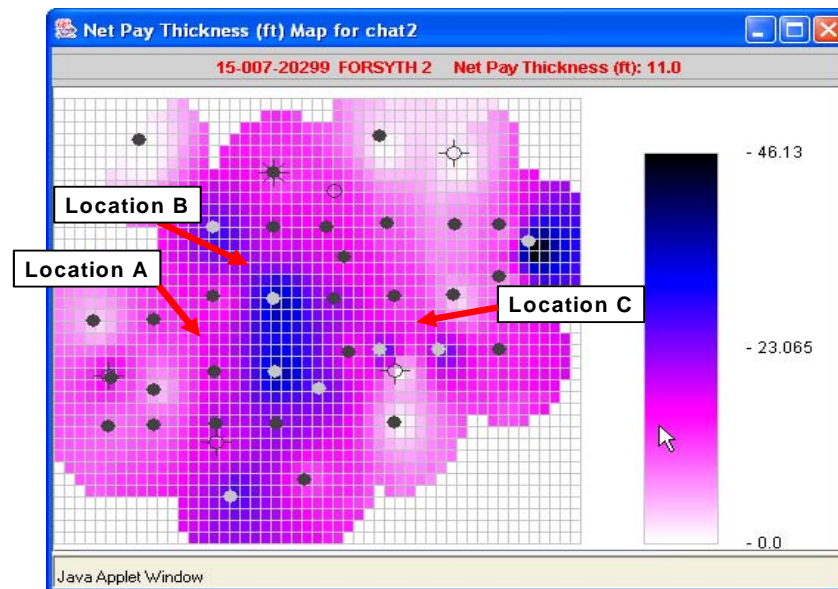 Net Pay Thickness (ft) Map for chat2
15-007-20299 FORSYTH 2 Net Pay Thickness (ft): 11.0
- 46.13
Location B
Location A
Location C
- 23.065
- 0.0
Java Applet Window